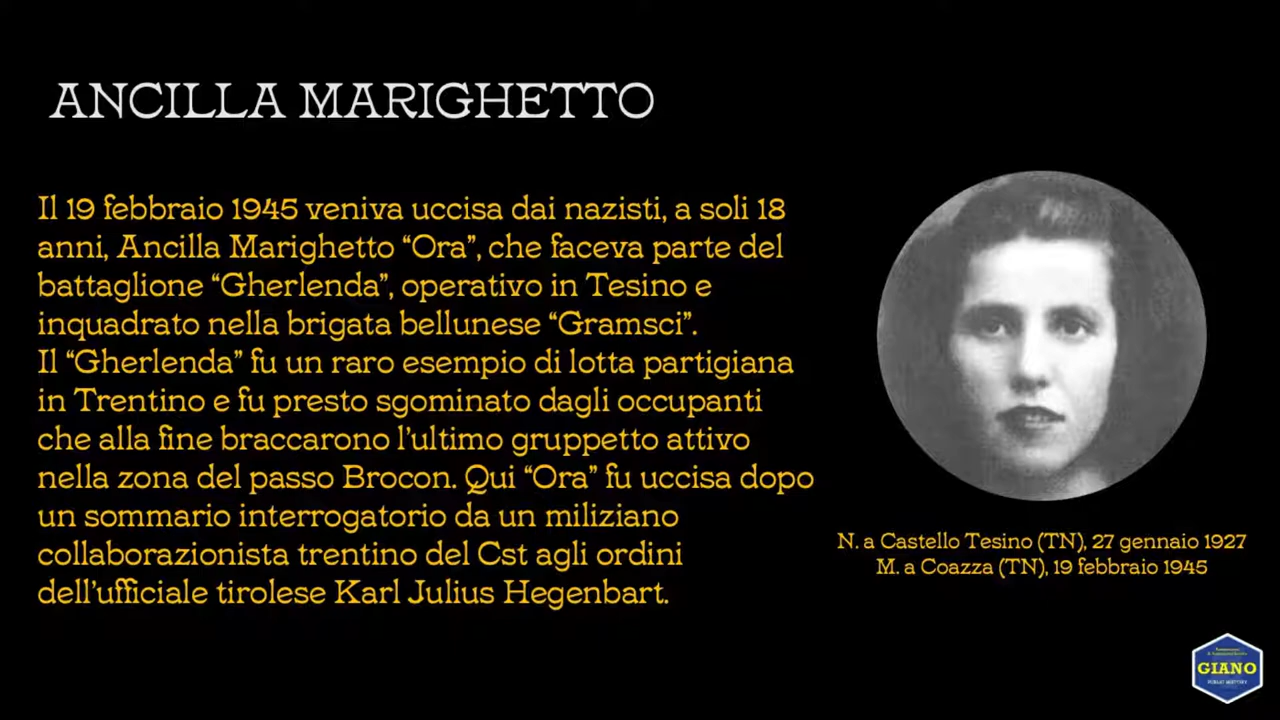 ANCILLA MARIGHETTO
Il 19 febbraio 1945 veniva uccisa dai nazisti, a soli 18
anni, Ancilla Marighetto “Ora”, che faceva parte del
battaglione “Gherlenda”, operativo in Tesino e
inquadrato nella brigata bellunese “Gramsci”.
Il “Gherlenda” fu un raro esempio di lotta partigiana
in Trentino e fu presto sgominato dagli occupanti
che alla fine braccarono l’ultimo gruppetto attivo
nella zona del passo Brocon. Qui “Ora” fu uccisa dopo
un sommario interrogatorio da un miliziano
collaborazionista trentino del Cst agli ordini
dell’ufficiale tirolese Karl Julius Hegenbart.
N. a Castello Tesino (TN), 27 gennaio 1927
M. a Coazza (TN), 19 febbraio 1945
GIANO
PUBLIC HISTORY